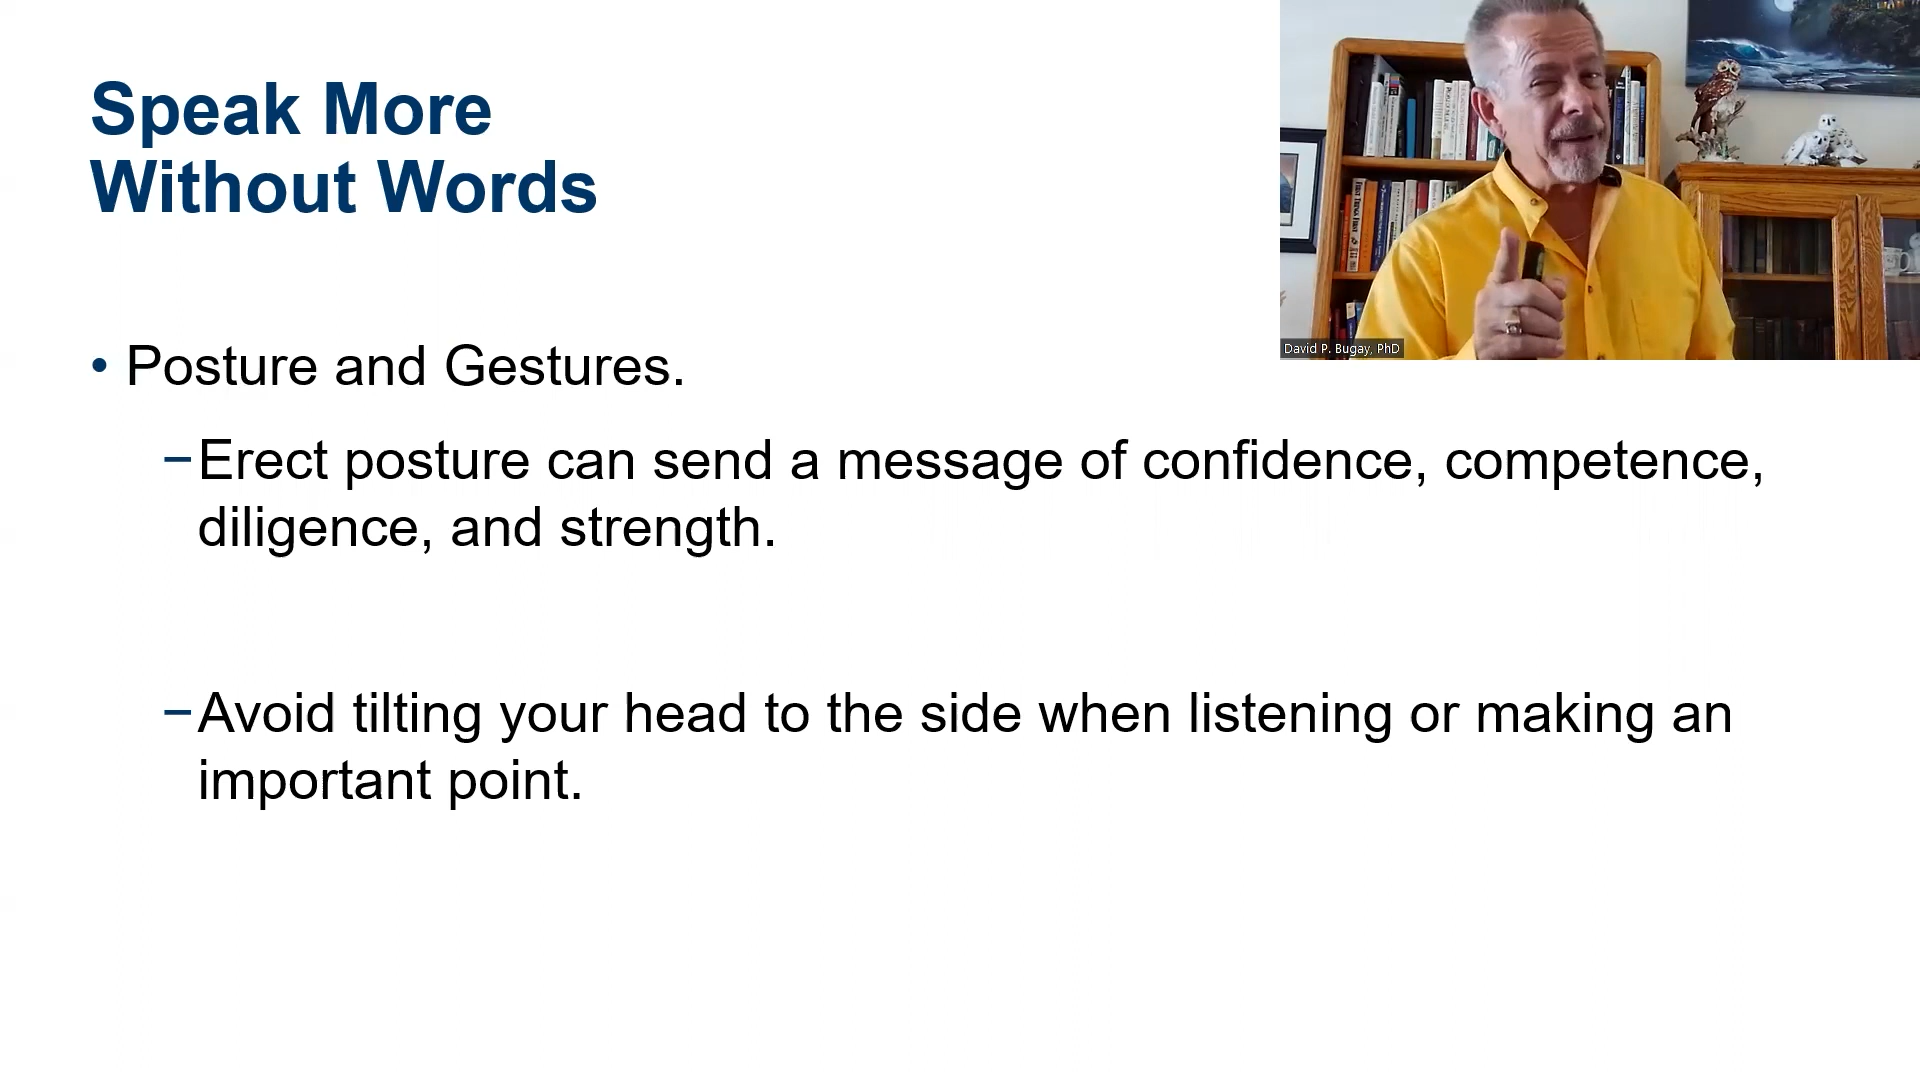 Speak More
Without Words
David P. Bugay, PhD
• Posture and Gestures.
–Erect posture can send a message of confidence, competence,
diligence, and strength.
–Avoid tilting your head to the side when listening or making an
important point.